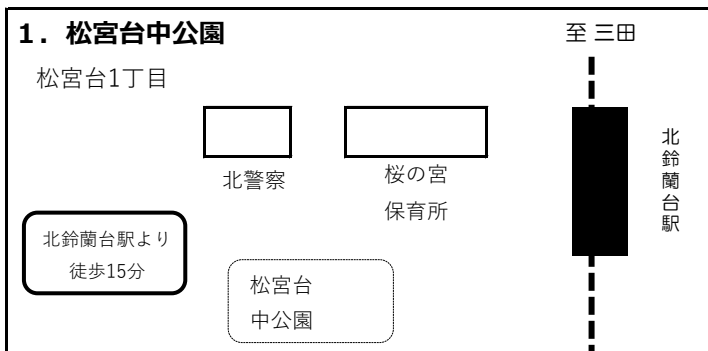 1. 松宮台中公園
至 三田
松宮台1丁目
北警察
桜の宮
保育所
北鈴蘭台駅
北鈴蘭台駅より
徒歩15分
松宮台
中公園